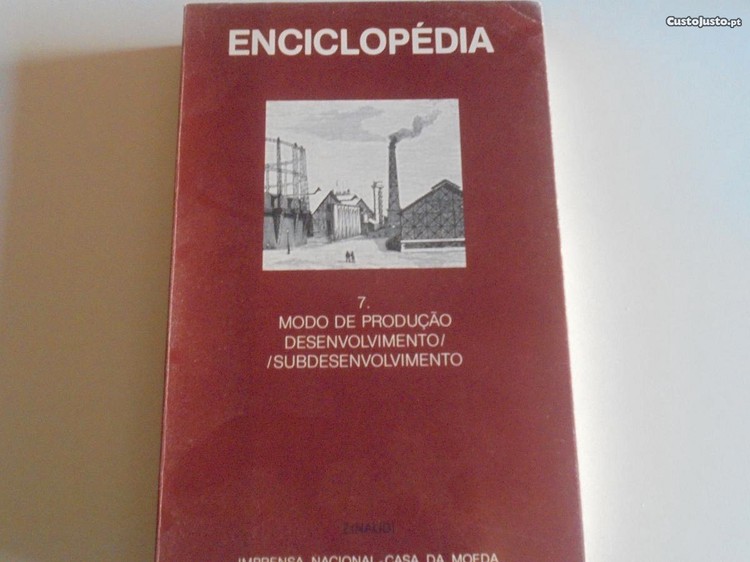 CustoJusto.pt
ENCICLOPÉDIA
7.
MODO DE PRODUÇÃO
DESENVOLVIMENTO/
/SUBDESENVOLVIMENTO
EINAUDI
IMPRENSA NACIONAL-CASA DA MOEDA